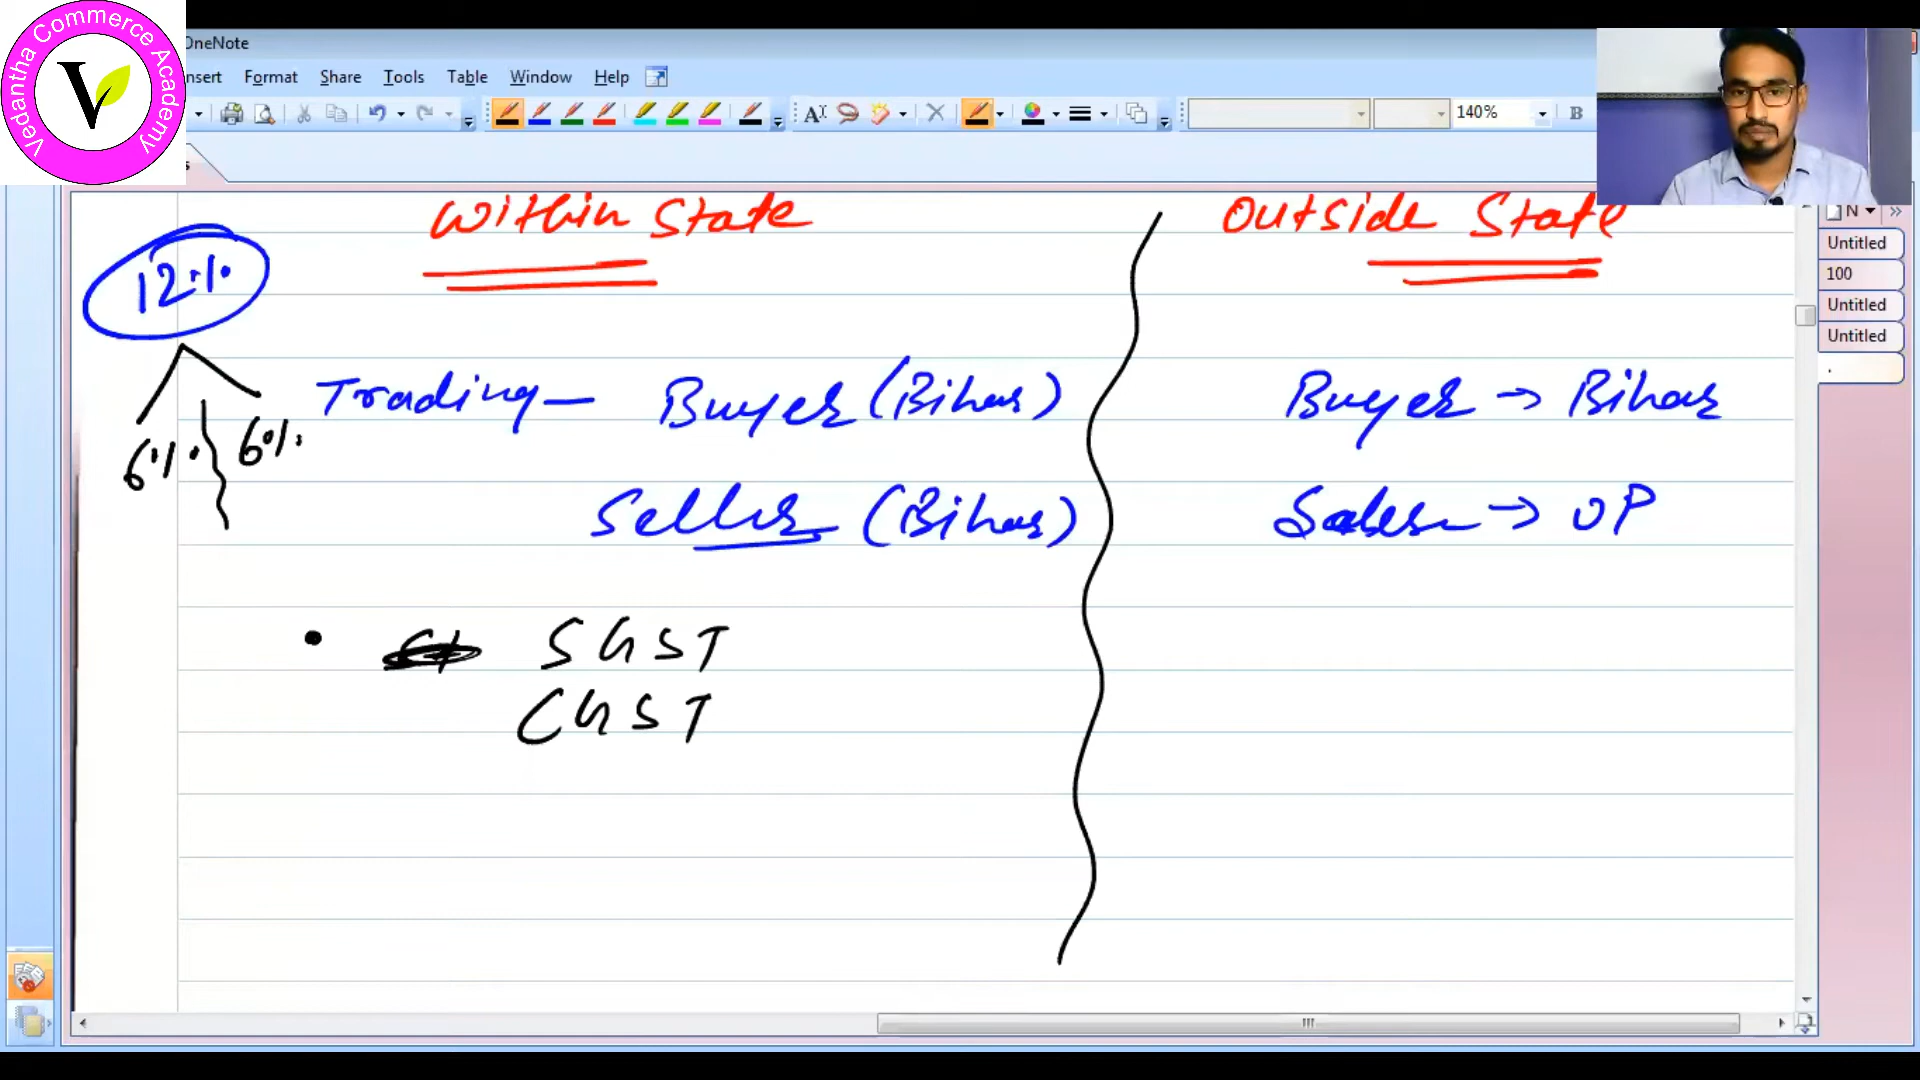 Vedantha Commerce Academy
V
OneNote
nsert Format Share Tools Table Window Help
140% B
s
N
Untitled
100
Untitled
Untitled
.
Within State
Outside State
12%
6% 6%
Trading - Buyer (Bihar)
Seller (Bihar)
Buyer → Bihar
→ UP
SGST
CGST